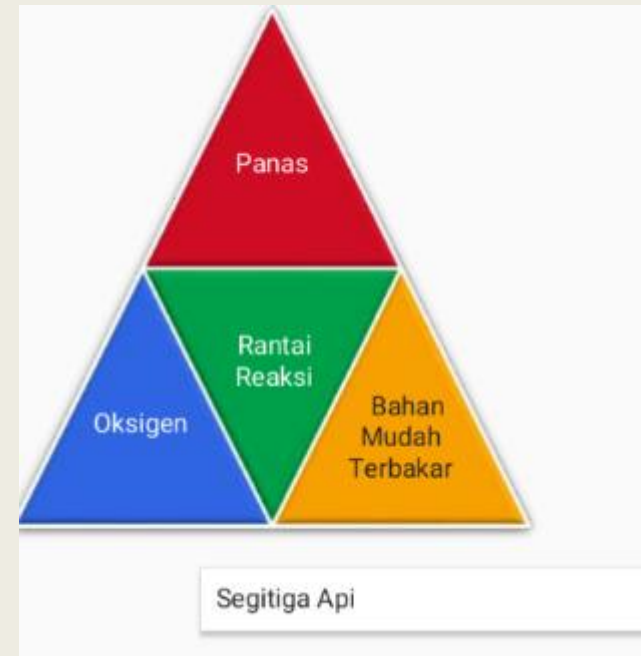 Panas
Rantai
Reaksi
Oksigen
Bahan
Mudah
Terbakar
Segitiga Api